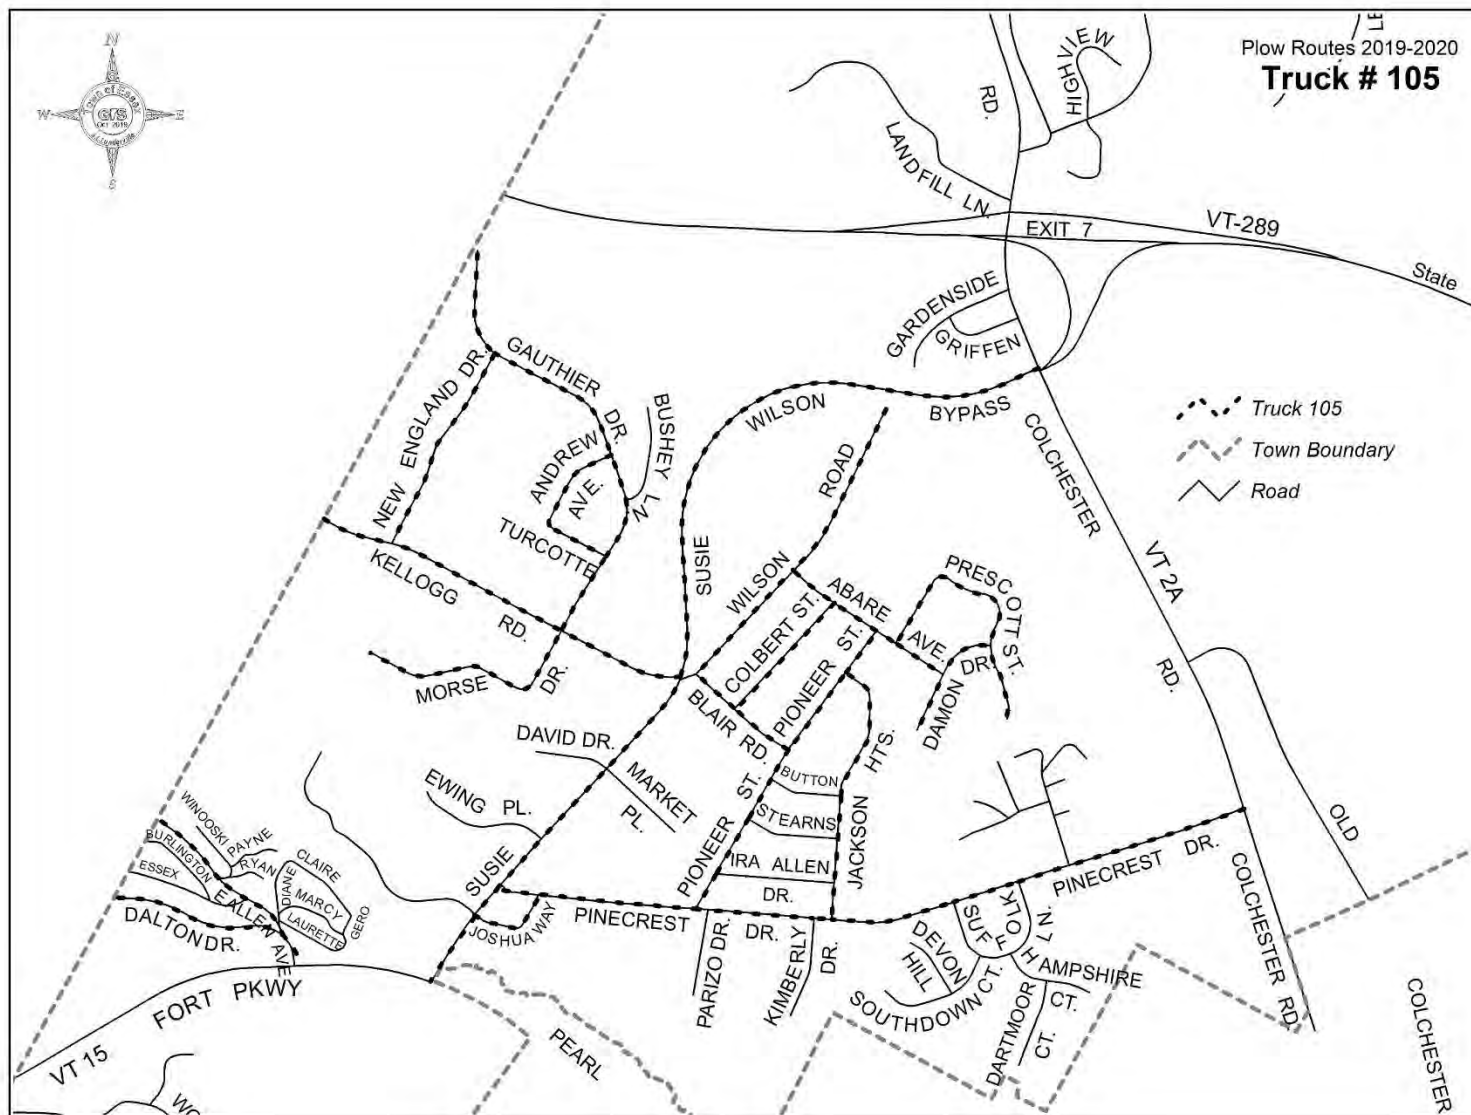 Plow Routes 2019-2020
Truck # 105
N
W
E
S
Town of Essex
GIS
Oct 2019
HIGHVIEW
RD.
LANDFILL LN.
EXIT 7
VT-289
State
GARDENSIDE
GRIFFEN
WILSON
BYPASS
SUSIE
Truck 105
Town Boundary
Road
COLCHESTER
VT 2A
RD.
OLD
GAUTHIER
DR.
NEW ENGLAND DR.
BUSHEY LN
ANDREW
AVE.
TURCOTTE
KELLOGG
RD.
MORSE
DR.
WILSON
ROAD
ABARE
AVE.
PRESCOTT ST.
DAMON
DR.
COLBERT ST.
PIONEER ST.
BLAIR RD.
DAVID DR.
MARKET
PL.
EWING PL.
SUSIE
BUTTON
STEARNS
IRA ALLEN
DR.
JACKSON
HTS.
PIONEER ST.
WINOOSKI
PAYNE
BURLINGTON
RYAN
CLAIRE
ESSEX
DIANE
MARCY
LAURETTE
GERO
E ALLEN AVE
DALTON DR.
JOSHUA WAY
PINECREST
DR.
PINECREST DR.
PARIZO DR.
KIMBERLY
DR.
SUFFOLK
LN.
DEVON
HILL
SOUTHDOWN CT.
HAMPSHIRE
CT.
DARTMOOR
CT.
COLCHESTER RD.
COLCHESTER
FORT PKWY
VT 15
PEARL